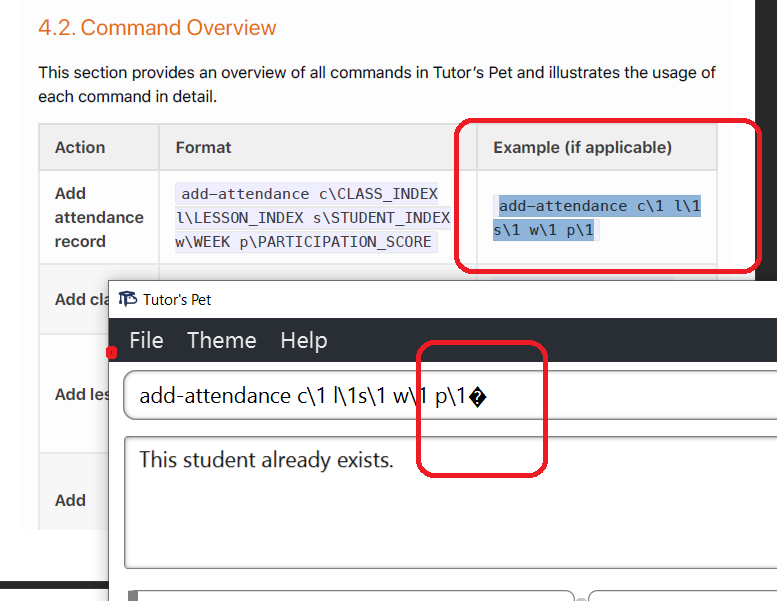 4.2. Command Overview
This section provides an overview of all commands in Tutor's Pet and illustrates the usage of
each command in detail.
Action Format Example (if applicable)
Add
attendance
record
add-attendance c\CLASS_INDEX
l\LESSON_INDEX s\STUDENT_INDEX
w\WEEK p\PARTICIPATION_SCORE
add-attendance c\1 l\1
s\1 w\1 p\1
Add cla
Add les
Add
Tutor's Pet
File Theme Help
add-attendance c\1 l\1s\1 w\1 p\1�
This student already exists.